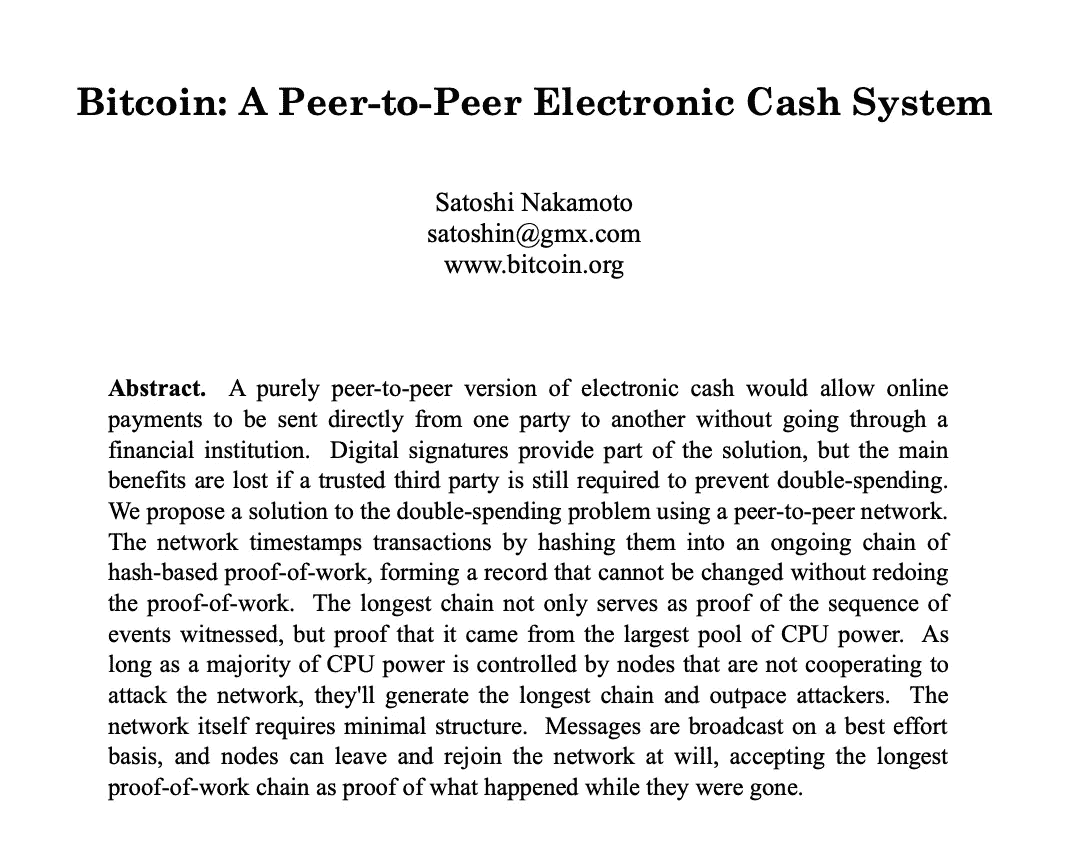 Bitcoin: A Peer-to-Peer Electronic Cash System
Satoshi Nakamoto
satoshin@gmx.com
www.bitcoin.org
Abstract. A purely peer-to-peer version of electronic cash would allow online
payments to be sent directly from one party to another without going through a
financial institution. Digital signatures provide part of the solution, but the main
benefits are lost if a trusted third party is still required to prevent double-spending.
We propose a solution to the double-spending problem using a peer-to-peer network.
The network timestamps transactions by hashing them into an ongoing chain of
hash-based proof-of-work, forming a record that cannot be changed without redoing
the proof-of-work. The longest chain not only serves as proof of the sequence of
events witnessed, but proof that it came from the largest pool of CPU power. As
long as a majority of CPU power is controlled by nodes that are not cooperating to
attack the network, they'll generate the longest chain and outpace attackers. The
network itself requires minimal structure. Messages are broadcast on a best effort
basis, and nodes can leave and rejoin the network at will, accepting the longest
proof-of-work chain as proof of what happened while they were gone.